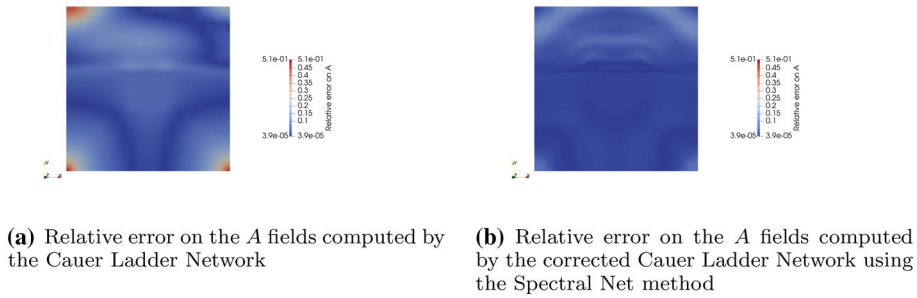 5.1e-01 5.1e-01
0.45
0.4
0.35
0.3
0.25
0.2
0.15
0.1
3.9e-05 3.9e-05
Relative error on A
Y
Z X
5.1e-01 5.1e-01
0.45
0.4
0.35
0.3
0.25
0.2
0.15
0.1
3.9e-05 3.9e-05
Relative error on A
Y
Z X
(a) Relative error on the A fields computed by
the Cauer Ladder Network
(b) Relative error on the A fields computed
by the corrected Cauer Ladder Network using
the Spectral Net method